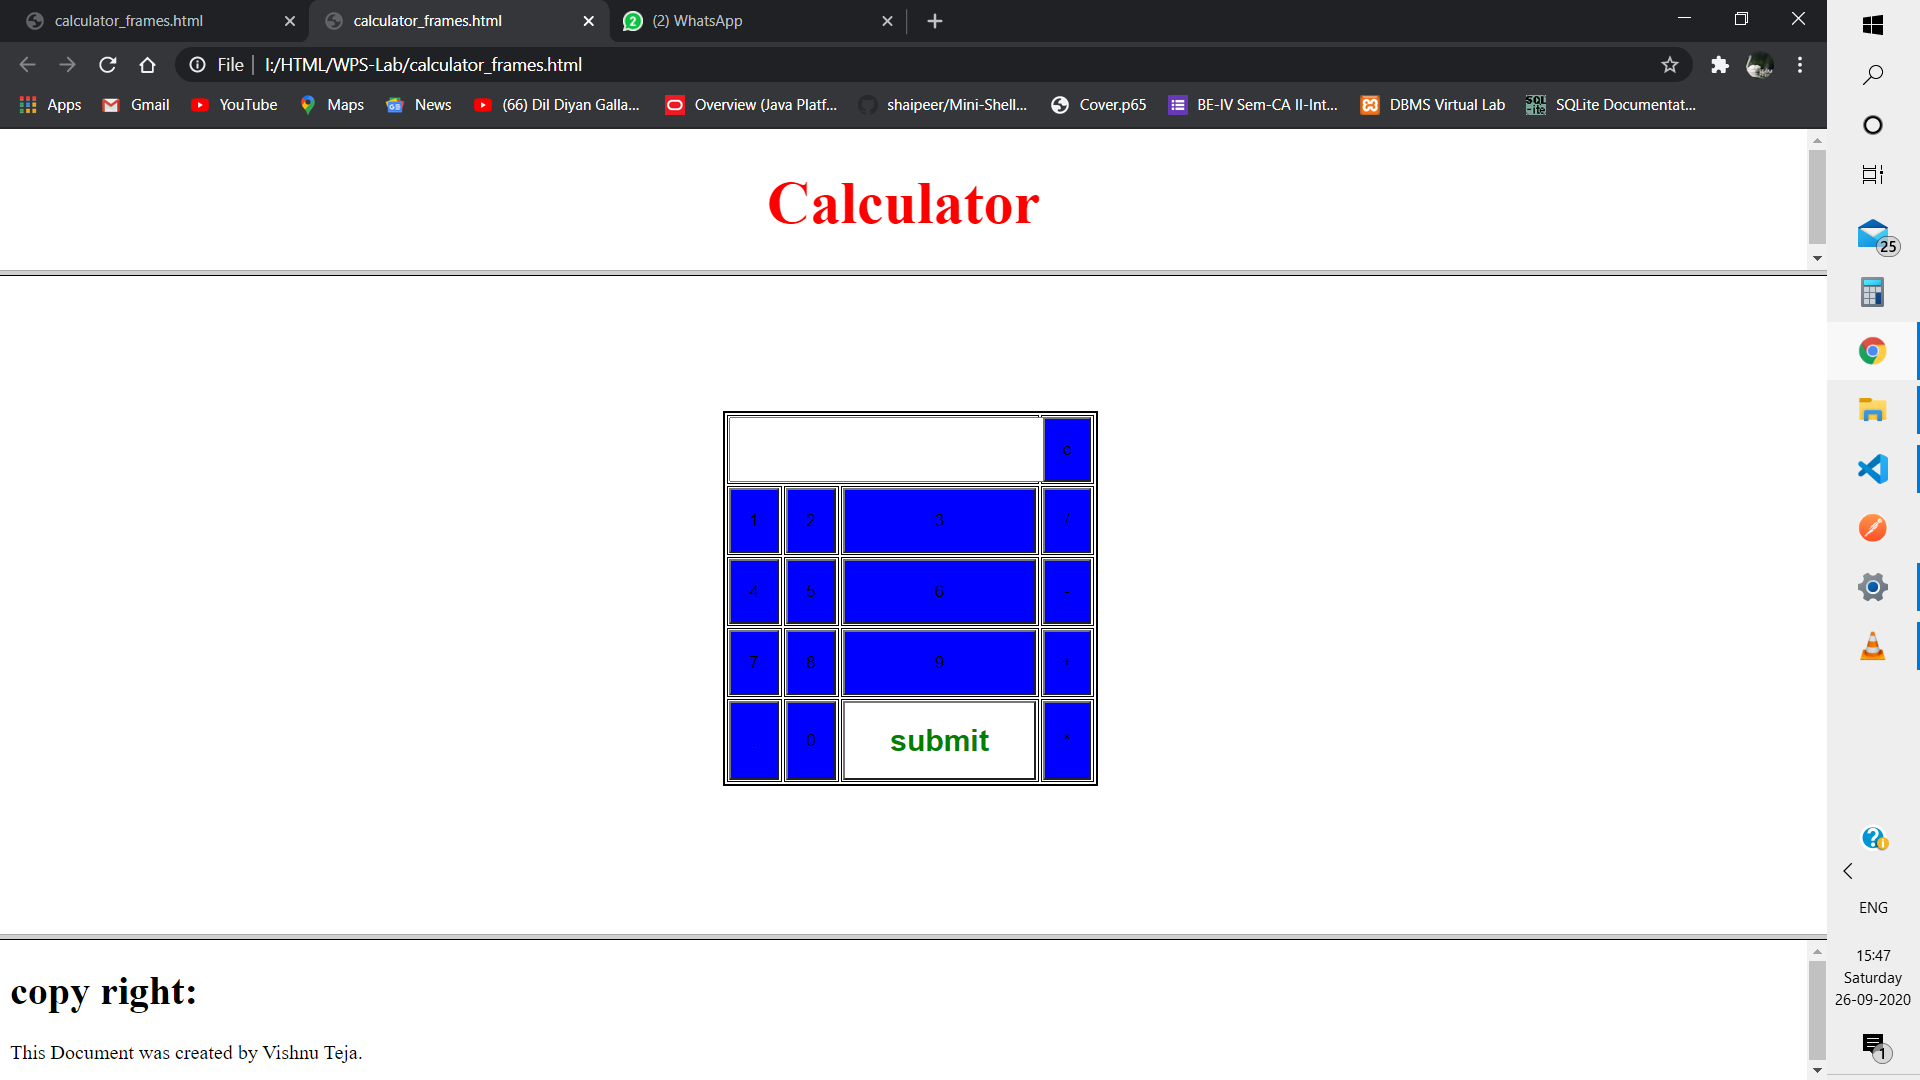 calculator_frames.html
calculator_frames.html
(2) WhatsApp
File
I:/HTML/WPS-Lab/calculator_frames.html
Apps
Gmail
YouTube
Maps
News
(66) Dil Diyan Galla...
Overview (Java Platf...
shaipeer/Mini-Shell...
Cover.p65
BE-IV Sem-CA II-Int...
DBMS Virtual Lab
SQLite Documentat...
Calculator
c
1 2 3 /
4 5 6 -
7 8 9 +
0 submit *
copy right:
This Document was created by Vishnu Teja.
25
ENG
15:47
Saturday
26-09-2020
1